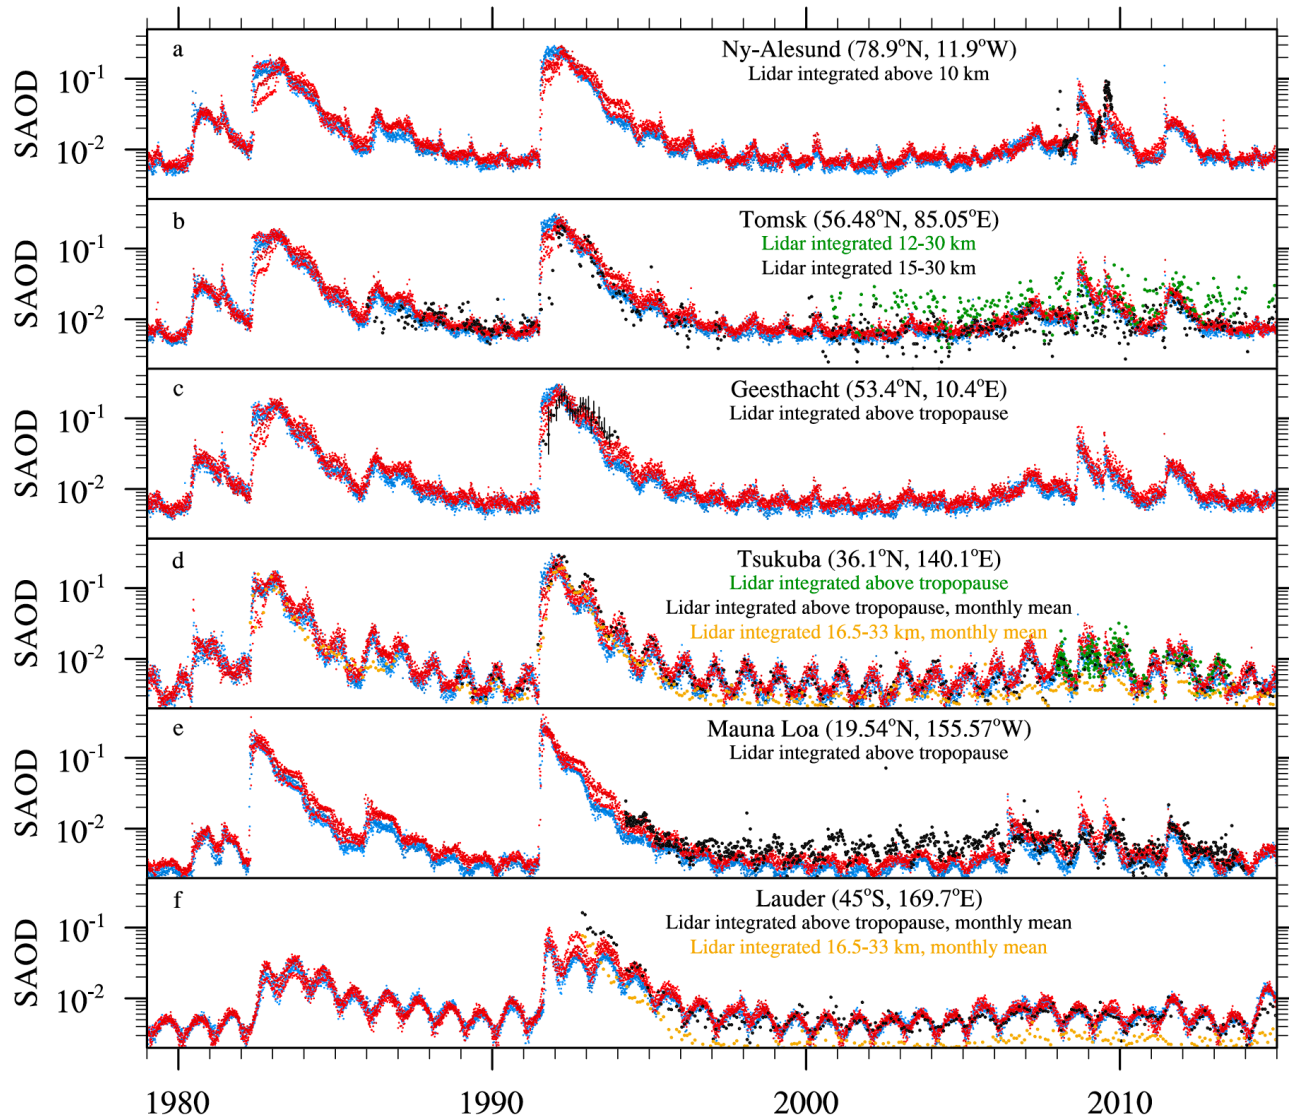 1980 1990 2000 2010
a
Ny-Alesund (78.9°N, 11.9°W)
Lidar integrated above 10 km
SAOD
10⁻¹
10⁻²
b
Tomsk (56.48°N, 85.05°E)
Lidar integrated 12-30 km
Lidar integrated 15-30 km
SAOD
10⁻¹
10⁻²
c
Geesthacht (53.4°N, 10.4°E)
Lidar integrated above tropopause
SAOD
10⁻¹
10⁻²
d
Tsukuba (36.1°N, 140.1°E)
Lidar integrated above tropopause
Lidar integrated above tropopause, monthly mean
Lidar integrated 16.5-33 km, monthly mean
SAOD
10⁻¹
10⁻²
e
Mauna Loa (19.54°N, 155.57°W)
Lidar integrated above tropopause
SAOD
10⁻¹
10⁻²
f
Lauder (45°S, 169.7°E)
Lidar integrated above tropopause, monthly mean
Lidar integrated 16.5-33 km, monthly mean
SAOD
10⁻¹
10⁻²
1980 1990 2000 2010